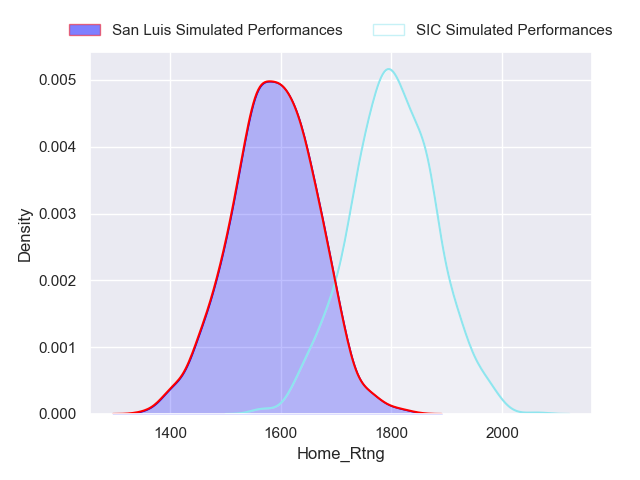 San Luis Simulated Performances
SIC Simulated Performances
0.005
0.004
0.003
0.002
0.001
0.000
Density
1400
1600
1800
2000
Home_Rtng